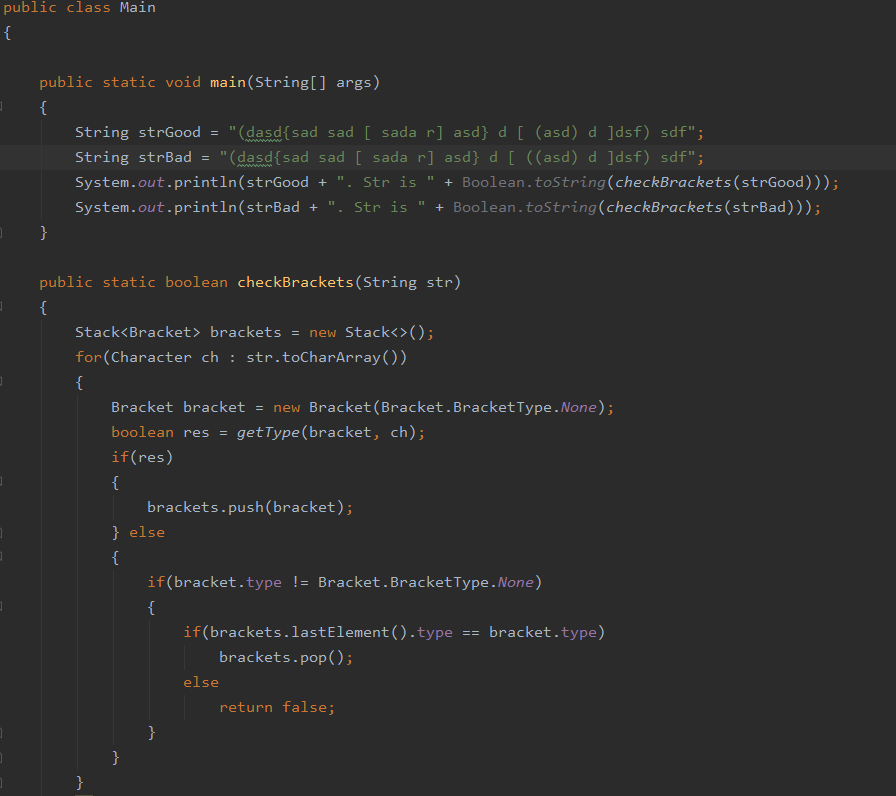 public class Main
{
public static void main(String[] args)
{
String strGood = "(dasd{sad sad [ sada r] asd} d [ (asd) d ]dsf) sdf";
String strBad = "(dasd{sad sad [ sada r] asd} d [ ((asd) d ]dsf) sdf";
System.out.println(strGood + ". Str is " + Boolean.toString(checkBrackets(strGood)));
System.out.println(strBad + ". Str is " + Boolean.toString(checkBrackets(strBad)));
}
public static boolean checkBrackets(String str)
{
Stack<Bracket> brackets = new Stack<>();
for(Character ch : str.toCharArray())
{
Bracket bracket = new Bracket(Bracket.BracketType.None);
boolean res = getType(bracket, ch);
if(res)
{
brackets.push(bracket);
} else
{
if(bracket.type != Bracket.BracketType.None)
{
if(brackets.lastElement().type == bracket.type)
brackets.pop();
else
return false;
}
}
}